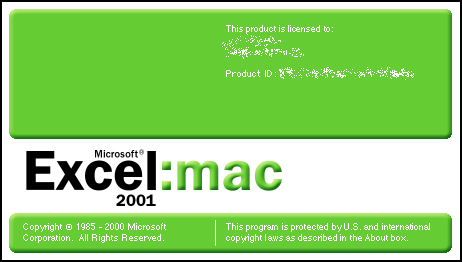 This product is licensed to:
Product ID:
Microsoft®
Excel:mac
2001
Copyright © 1985 - 2000 Microsoft
Corporation. All Rights Reserved.
This program is protected by U.S. and international
copyright laws as described in the About box.